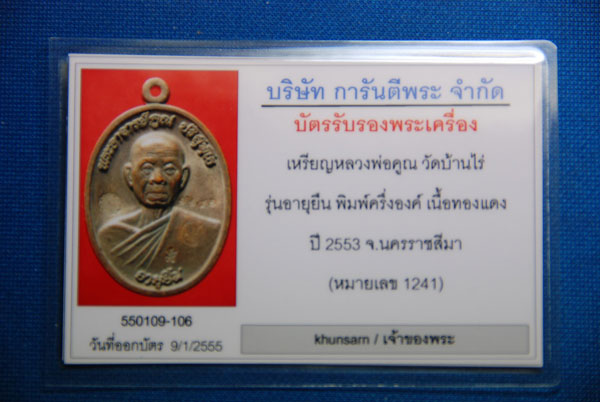 บริษัท การันตีพระ จำกัด
บัตรรับรองพระเครื่อง
เหรียญหลวงพ่อคูณ วัดบ้านไร่
รุ่นอายุยืน พิมพ์ครึ่งองค์ เนื้อทองแดง
ปี 2553 จ.นครราชสีมา
(หมายเลข 1241)
อายุยืน
550109-106
วันที่ออกบัตร 9/1/2555
khunsarn / เจ้าของพระ